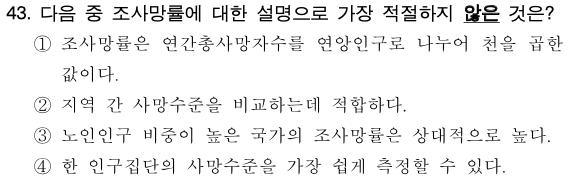 43. 다음 중 조사망률에 대한 설명으로 가장 적절하지 않은 것은?
① 조사망률은 연간총사망자수를 연앙인구로 나누어 천을 곱한
값이다.
② 지역 간 사망수준을 비교하는데 적합하다.
③ 노인인구 비중이 높은 국가의 조사망률은 상대적으로 높다.
④ 한 인구집단의 사망수준을 가장 쉽게 측정할 수 있다.